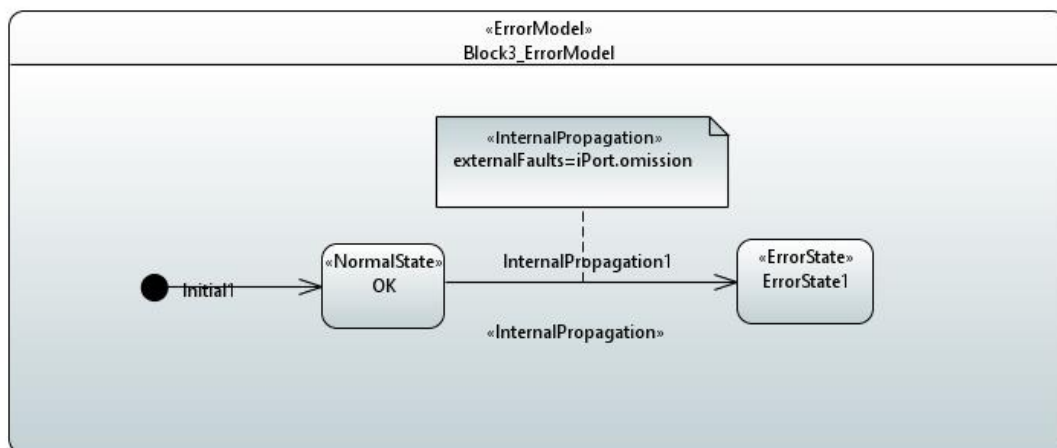 «ErrorModel»
Block3_ErrorModel
«InternalPropagation»
externalFaults=iPort.omission
Initial1
«NormalState»
OK
InternalPropagation1
«InternalPropagation»
«ErrorState»
ErrorState1